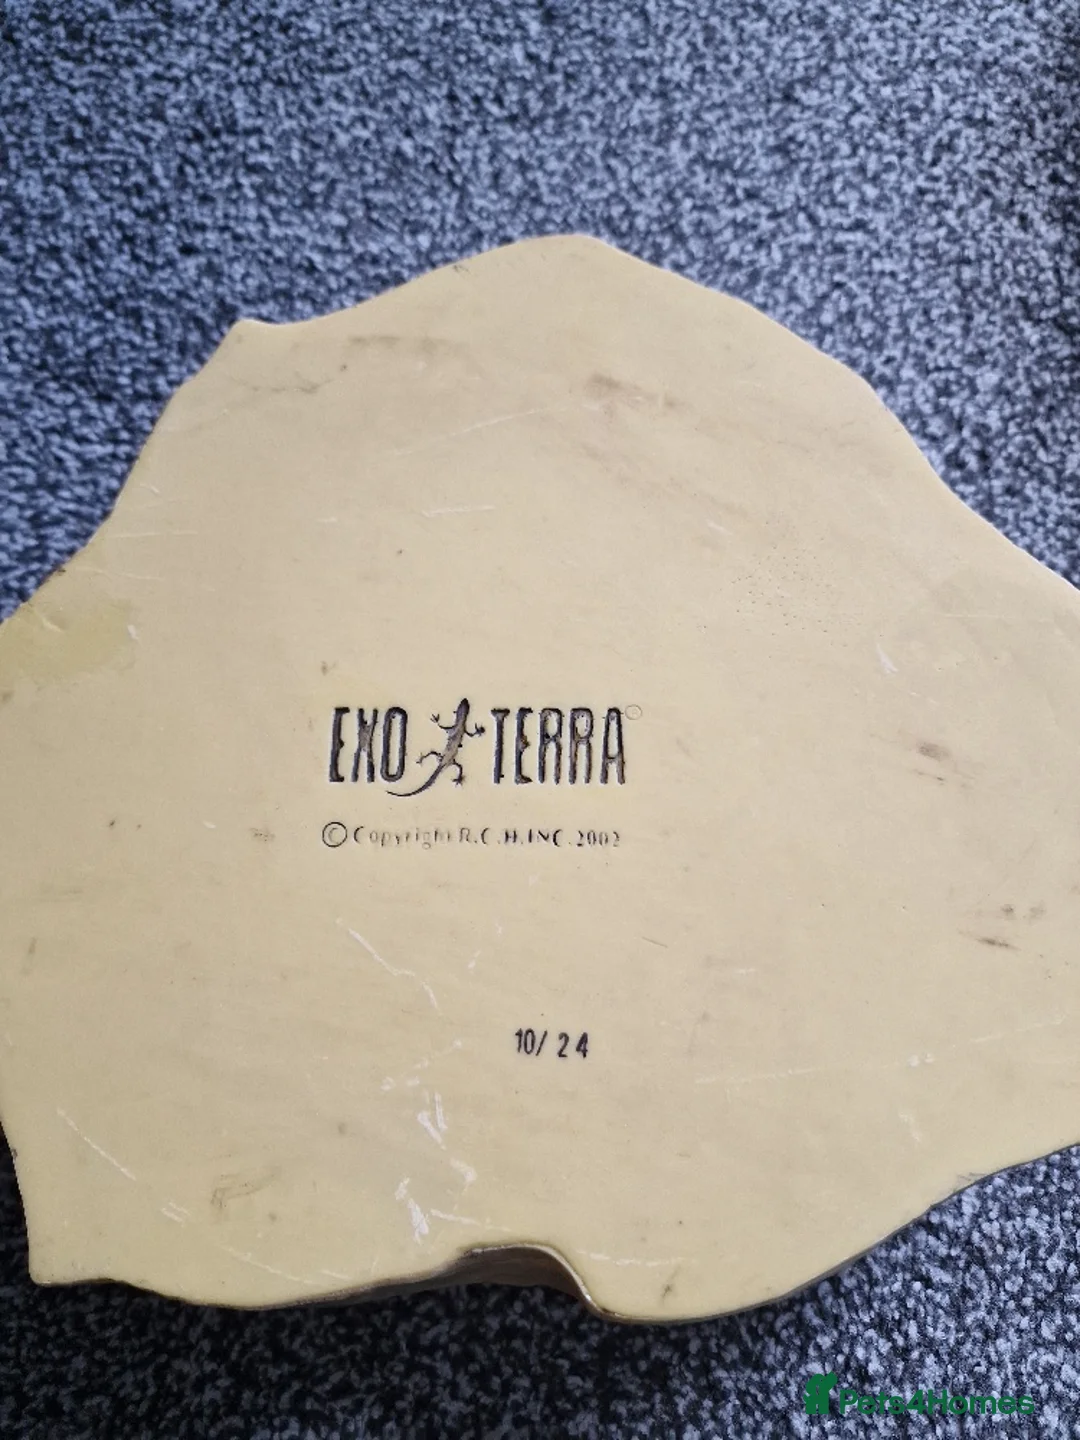 EXO TERRA©
© Copyright R.C.H.INC.2002
10/ 24
Pets4Homes